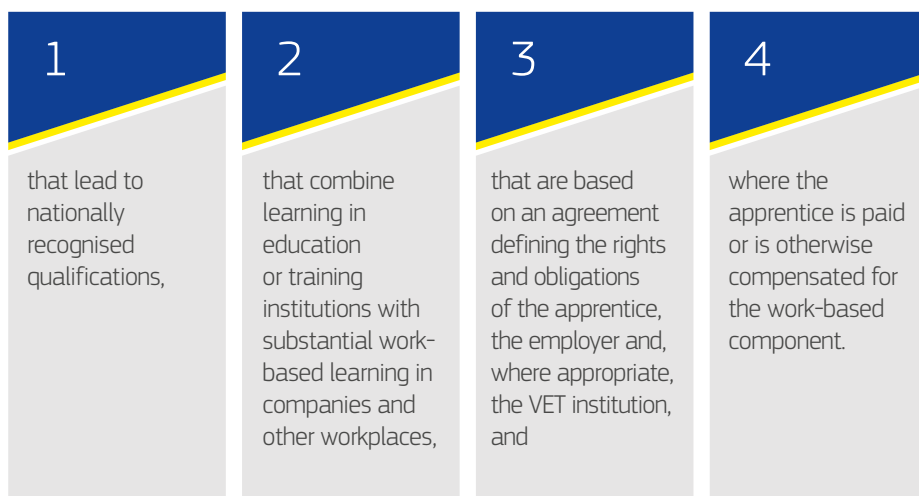 1
that lead to
nationally
recognised
qualifications,
2
that combine
learning in
education
or training
institutions with
substantial work-
based learning in
companies and
other workplaces,
3
that are based
on an agreement
defining the rights
and obligations
of the apprentice,
the employer and,
where appropriate,
the VET institution,
and
4
where the
apprentice is paid
or is otherwise
compensated for
the work-based
component.